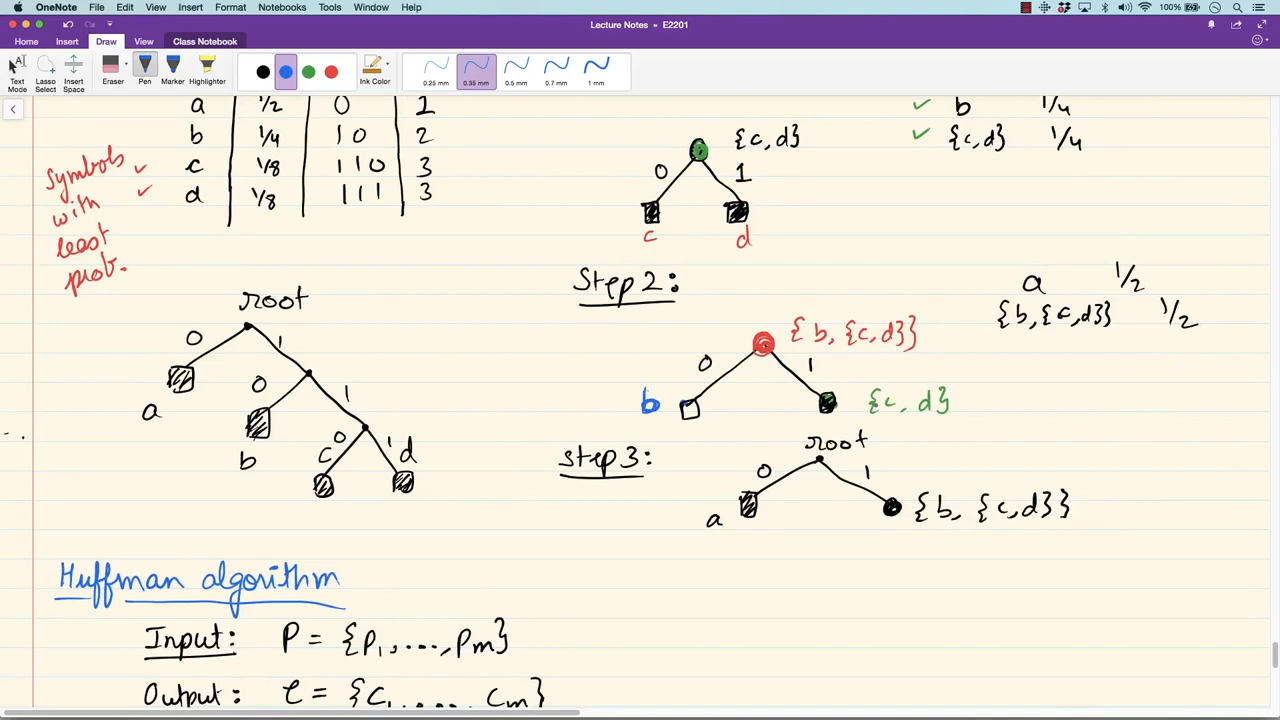 OneNote File Edit View Insert Format Notebooks Tools Window Help 100%
Lecture Notes » E2201
Home Insert Draw View Class Notebook
Text Mode Lasso Select Insert Space Eraser Pen Marker Highlighter Ink Color 0.25 mm 0.35 mm 0.5 mm 0.7 mm 1 mm
a 1/2 0 1
b 1/4 10 2
c 1/8 110 3
d 1/8 111 3
Symbols
with
least
prob.
b 1/4
{c,d} 1/4
{c,d}
0 1
c d
root
0 1
a 0 1
b 0 1
c d
Step 2:
a 1/2
{b,{c,d}} 1/2
{b,{c,d}}
0 1
b {c,d}
Step 3:
root
0 1
a {b, {c,d}}
Huffman algorithm
Input: P = {p1,....,pm}
Output: C = {c1,....., cm}